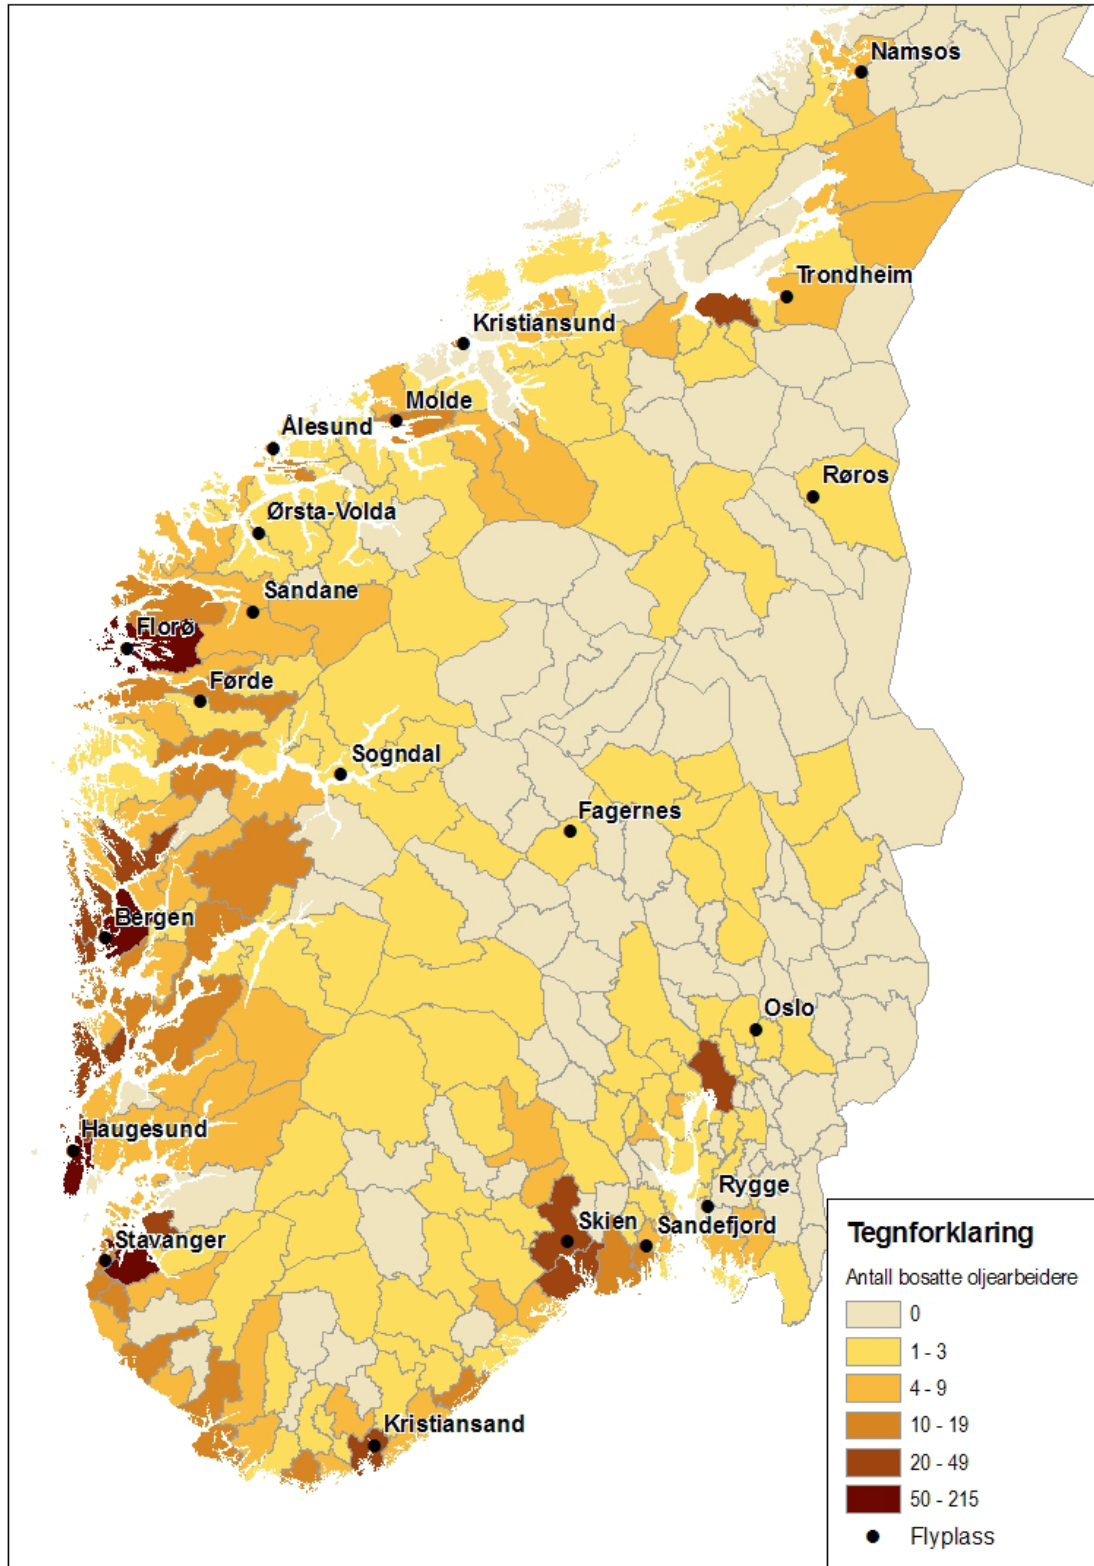 Namsos
Trondheim
Kristiansund
Molde
Ålesund
Røros
Ørsta-Volda
Sandane
Florø
Førde
Sogndal
Fagernes
Bergen
Oslo
Haugesund
Rygge
Skien
Sandefjord
Stavanger
Kristiansand
Tegnforklaring
Antall bosatte oljearbeidere
0
1 - 3
4 - 9
10 - 19
20 - 49
50 - 215
Flyplass